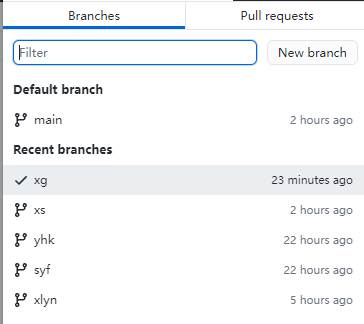 Branches Pull requests
Filter New branch
Default branch
main 2 hours ago
Recent branches
xg 23 minutes ago
xs 2 hours ago
yhk 22 hours ago
syf 22 hours ago
xlyn 5 hours ago